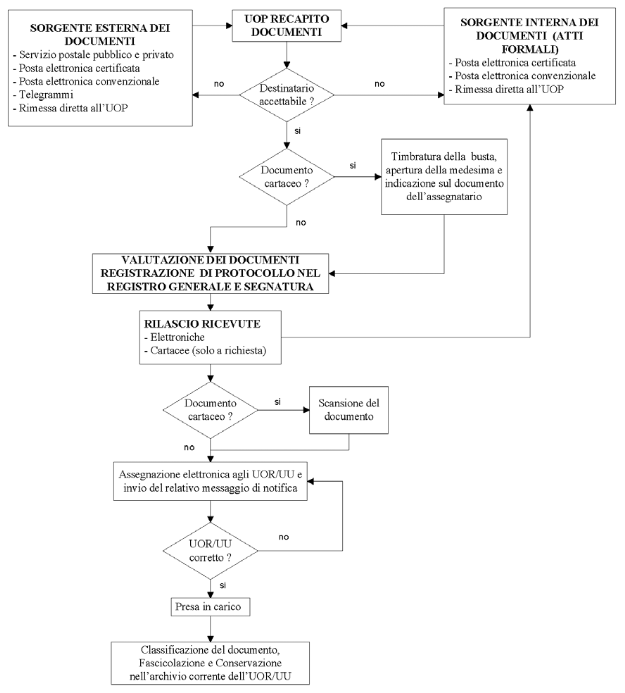 SORGENTE ESTERNA DEI
DOCUMENTI
- Servizio postale pubblico e privato
- Posta elettronica certificata
- Posta elettronica convenzionale
- Telegrammi
- Rimessa diretta all'UOP
UOP RECAPITO
DOCUMENTI
SORGENTE INTERNA DEI
DOCUMENTI (ATTI
FORMALI)
- Posta elettronica certificata
- Posta elettronica convenzionale
- Rimessa diretta all'UOP
no
Destinatario
accettabile ?
no
si
Documento
cartaceo ?
si
Timbratura della busta,
apertura della medesima e
indicazione sul documento
dell'assegnatario
no
VALUTAZIONE DEI DOCUMENTI
REGISTRAZIONE DI PROTOCOLLO NEL
REGISTRO GENERALE E SEGNATURA
RILASCIO RICEVUTE
- Elettroniche
- Cartacee (solo a richiesta)
Documento
cartaceo ?
si
Scansione del
documento
no
Assegnazione elettronica agli UOR/UU e
invio del relativo messaggio di notifica
UOR/UU
corretto ?
no
si
Presa in carico
Classificazione del documento,
Fascicolazione e Conservazione
nell'archivio corrente dell'UOR/UU